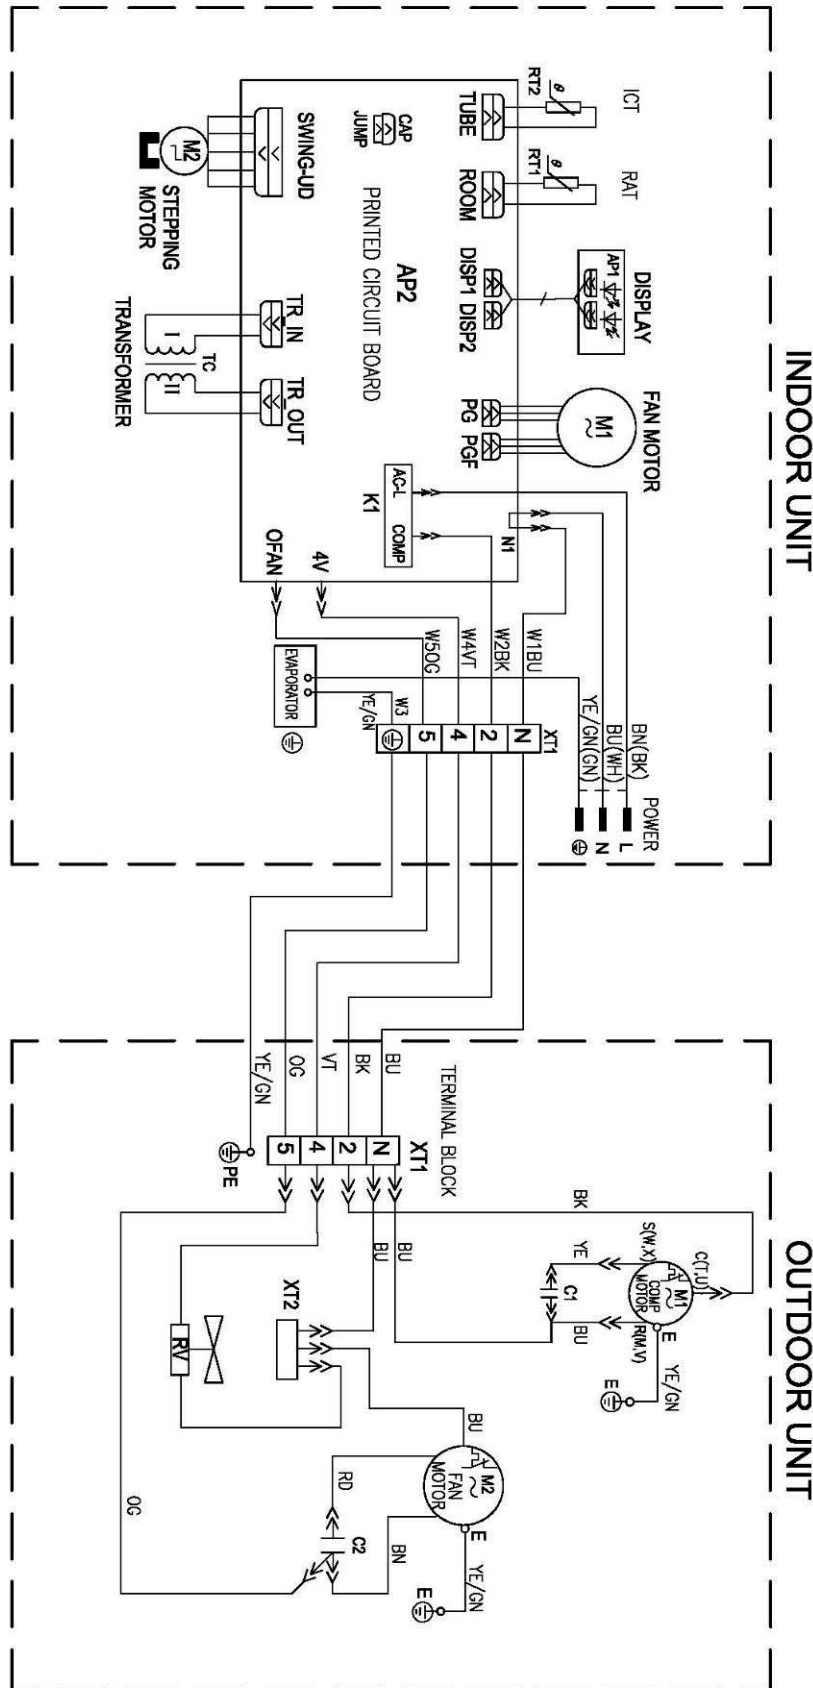 INDOOR UNIT
ICT
RT2
θ
TUBE
RAT
RT1
θ
ROOM
DISPLAY
AP1
DISP1 DISP2
FAN MOTOR
M1
PG PGF
CAP
JUMP
SWING-UD
M2
STEPPING
MOTOR
AP2
PRINTED CIRCUIT BOARD
TR_IN
TR_OUT
I
TC
II
TRANSFORMER
AC-L
COMP
K1
N1
OFAN
4V
W5OG
W4VT
W2BK
W1BU
EVAPORATOR
W3
YE/GN
XT1
N
2
4
5
YE/GN(GN)
BU(WH)
BN(BK)
POWER
L
N
OUTDOOR UNIT
YE/GN
OG
VT
BK
BU
TERMINAL BLOCK
XT1
N
2
4
5
PE
BU
BU
BK
S(W,X)
C(T,U)
YE
C1
BU
M1
COMP
MOTOR
R(M,V)
E
YE/GN
E
XT2
RV
BU
M2
FAN
MOTOR
RD
C2
BN
OG
E
YE/GN
E